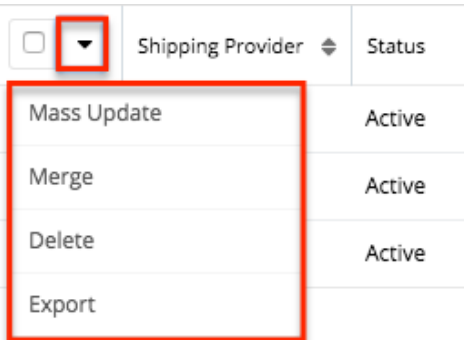 Shipping Provider Status
Mass Update Active
Merge Active
Delete Active
Export